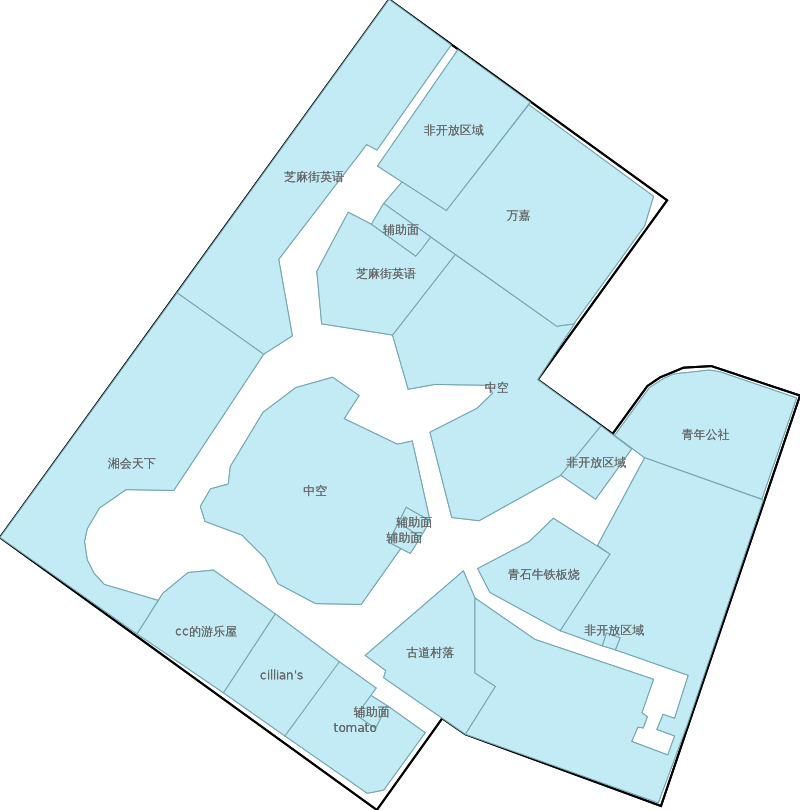 非开放区域
芝麻街英语
万嘉
辅助面
芝麻街英语
中空
青年公社
湘会天下
非开放区域
中空
辅助面
辅助面
青石牛铁板烧
cc的游乐屋
非开放区域
古道村落
cillian's
辅助面
tomato